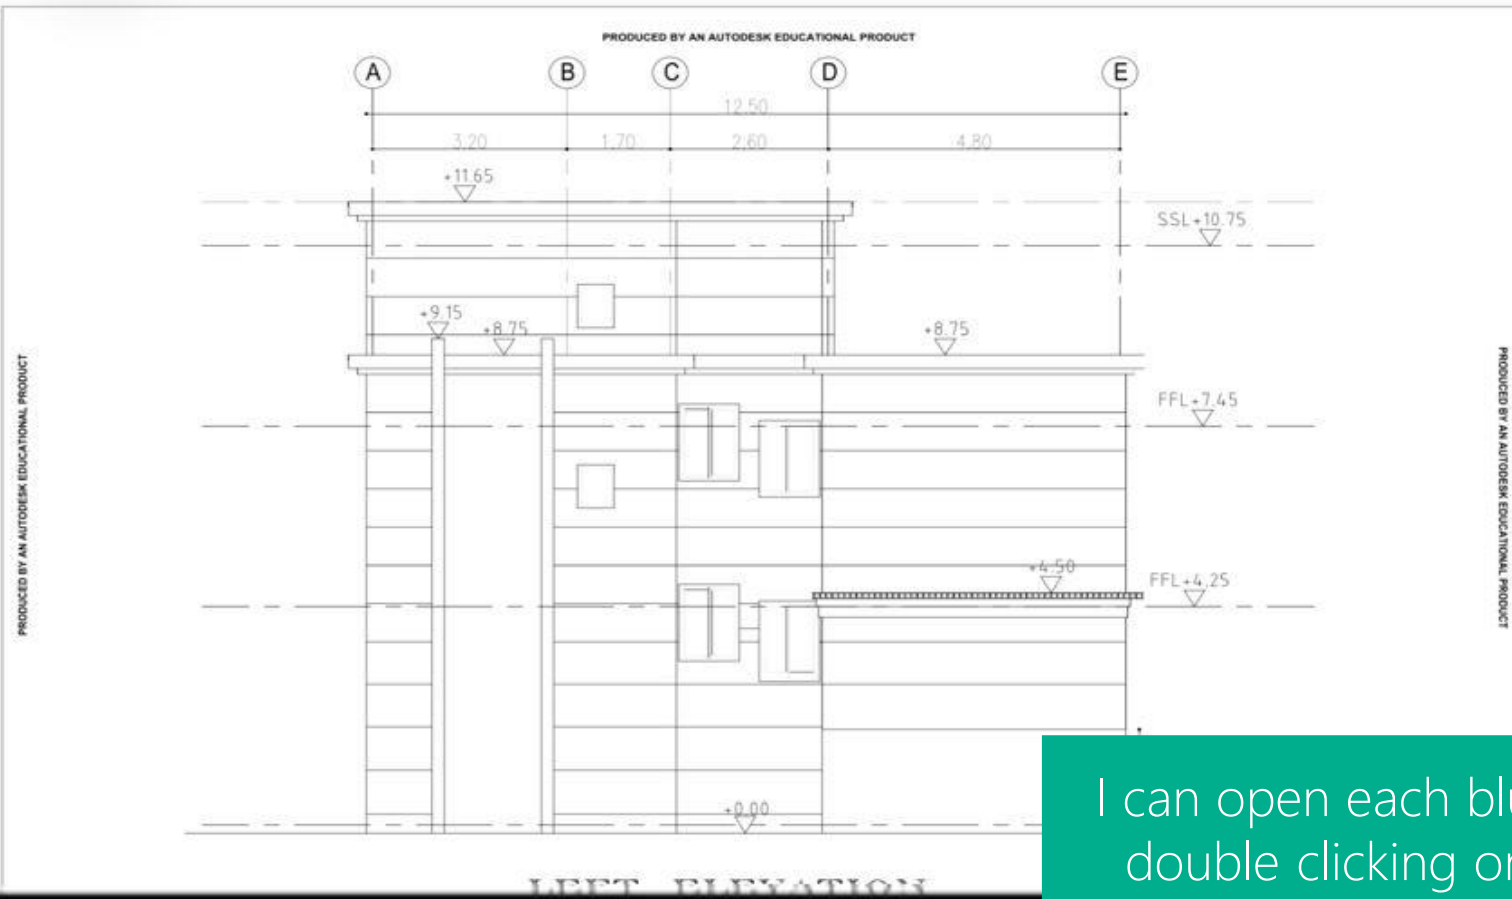 PRODUCED BY AN AUTODESK EDUCATIONAL PRODUCT
A B C D E
12.50
3.20 1.70 2.60 4.80
+11.65
SSL+10.75
+9.15
+8.75
+8.75
FFL+7.45
+4.50
FFL+4.25
+0.00
LEFT ELEVATION
PRODUCED BY AN AUTODESK EDUCATIONAL PRODUCT
PRODUCED BY AN AUTODESK EDUCATIONAL PRODUCT
I can open each blu
double clicking or